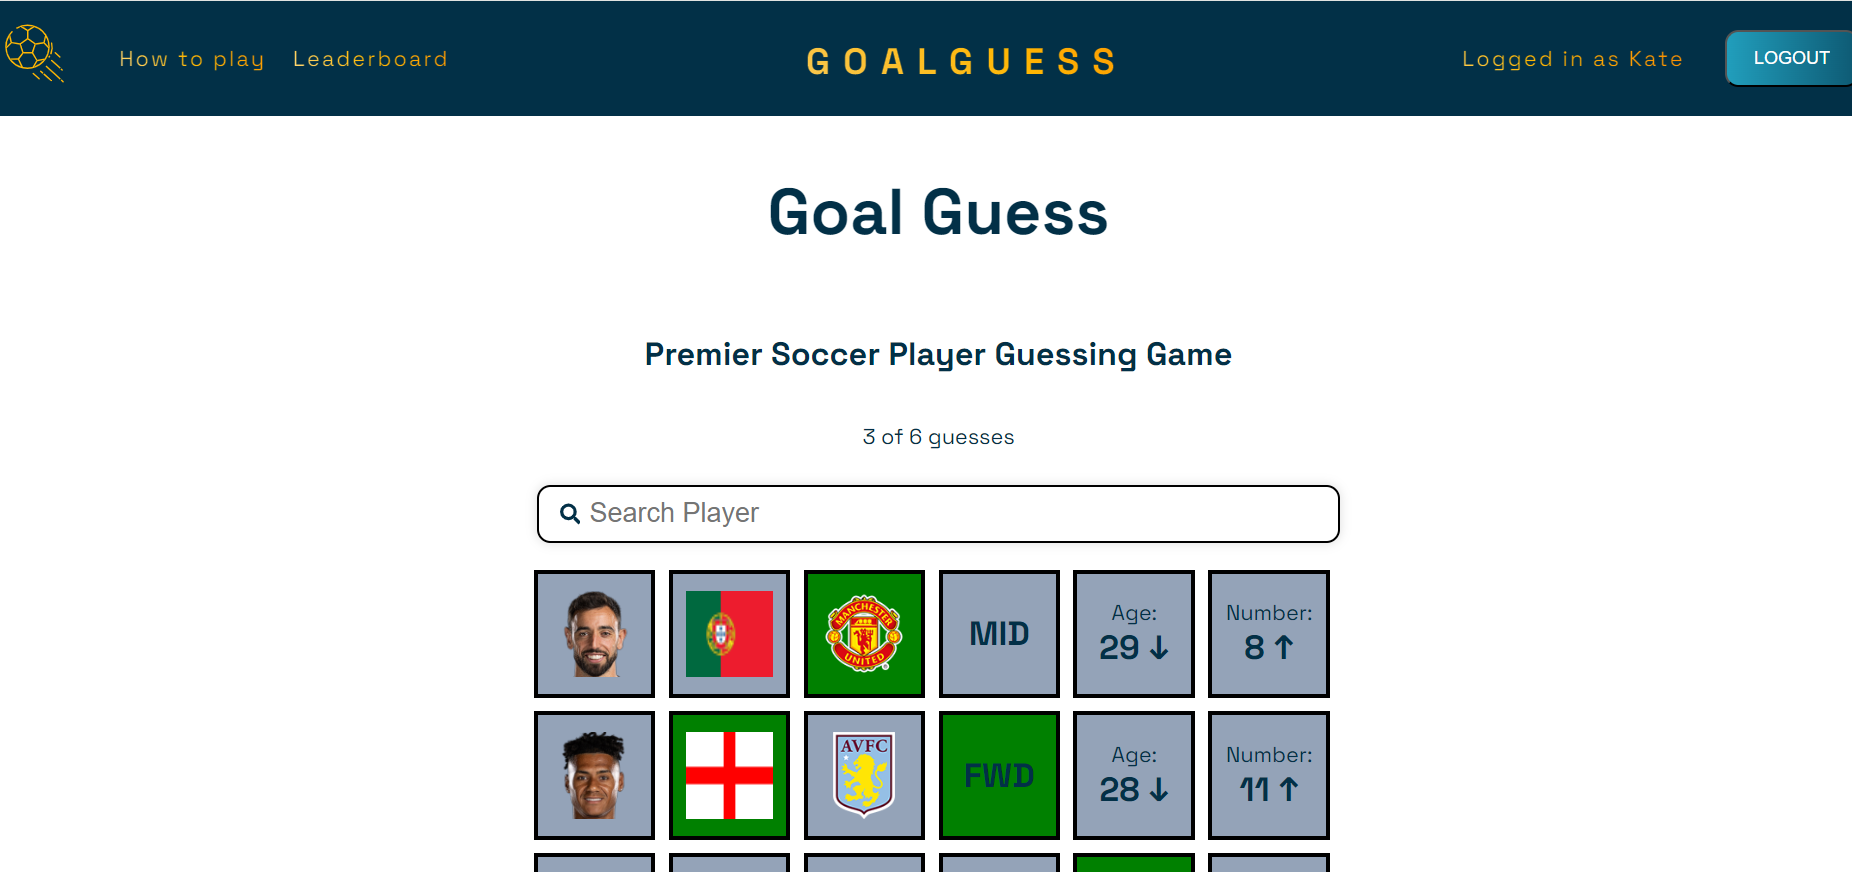 How to play Leaderboard GOALGUESS Logged in as Kate LOGOUT
Goal Guess
Premier Soccer Player Guessing Game
3 of 6 guesses
Search Player
MANCHESTER
UNITED
MID
Age:
29 ↓
Number:
8 ↑
AVFC
FWD
Age:
28 ↓
Number:
11 ↑